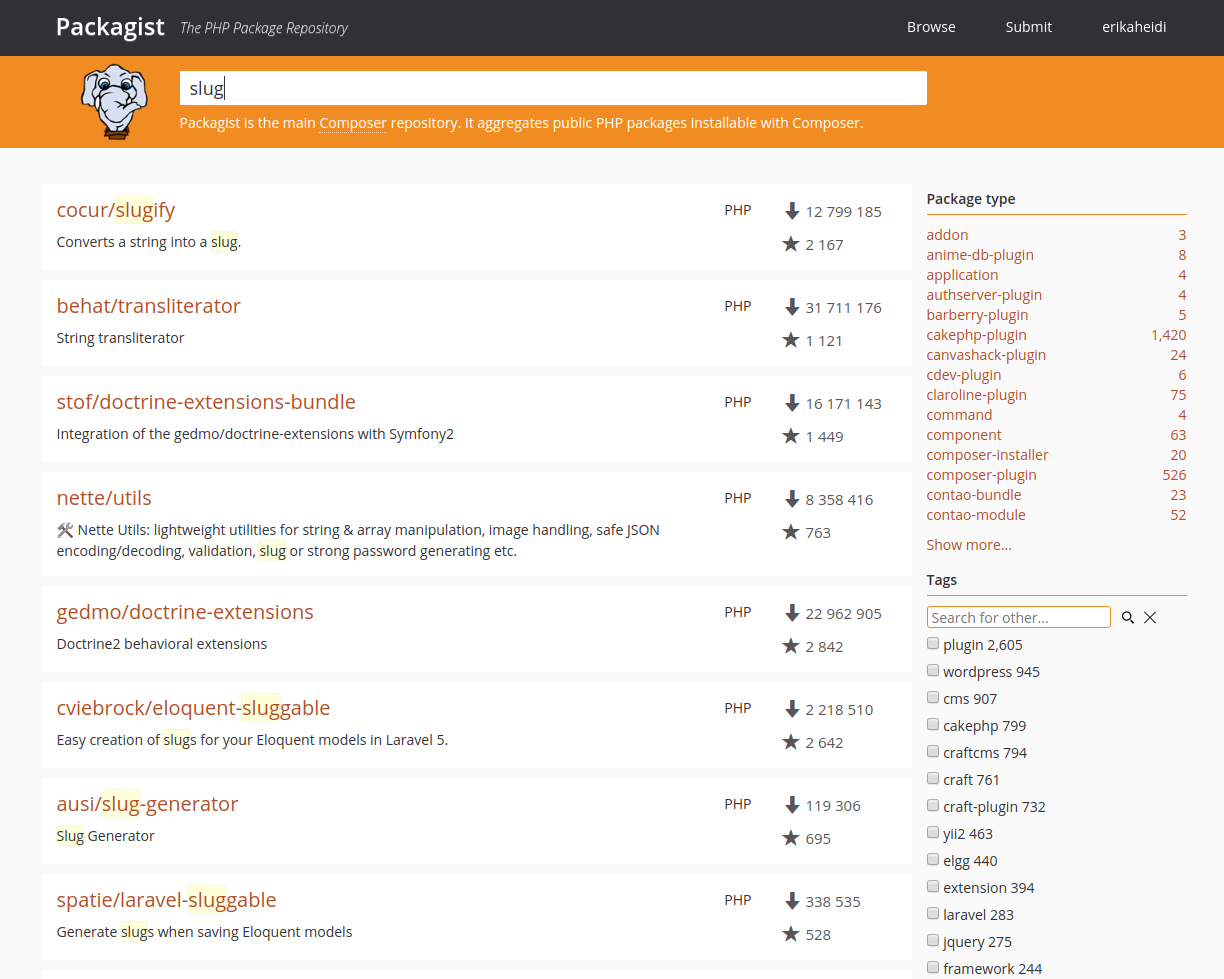 Packagist The PHP Package Repository Browse Submit erikaheidi
slug
Packagist is the main Composer repository. It aggregates public PHP packages installable with Composer.
cocur/slugify PHP 12 799 185
Converts a string into a slug. 2 167
behat/transliterator PHP 31 711 176
String transliterator 1 121
stof/doctrine-extensions-bundle PHP 16 171 143
Integration of the gedmo/doctrine-extensions with Symfony2 1 449
nette/utils PHP 8 358 416
🛠 Nette Utils: lightweight utilities for string & array manipulation, image handling, safe JSON 763
encoding/decoding, validation, slug or strong password generating etc.
gedmo/doctrine-extensions PHP 22 962 905
Doctrine2 behavioral extensions 2 842
cviebrock/eloquent-sluggable PHP 2 218 510
Easy creation of slugs for your Eloquent models in Laravel 5. 2 642
ausi/slug-generator PHP 119 306
Slug Generator 695
spatie/laravel-sluggable PHP 338 535
Generate slugs when saving Eloquent models 528
Package type
addon 3
anime-db-plugin 8
application 4
authserver-plugin 4
barberry-plugin 5
cakephp-plugin 1,420
canvashack-plugin 24
cdev-plugin 6
claroline-plugin 75
command 4
component 63
composer-installer 20
composer-plugin 526
contao-bundle 23
contao-module 52
Show more...
Tags
Search for other...
plugin 2,605
wordpress 945
cms 907
cakephp 799
craftcms 794
craft 761
craft-plugin 732
yii2 463
elgg 440
extension 394
laravel 283
jquery 275
framework 244